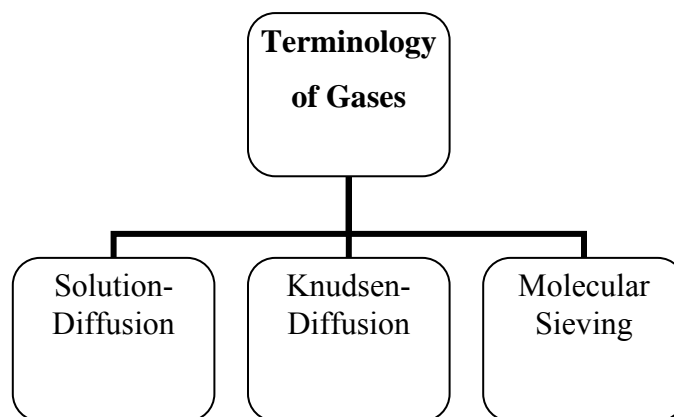 Terminology
of Gases
Solution-
Diffusion
Knudsen-
Diffusion
Molecular
Sieving